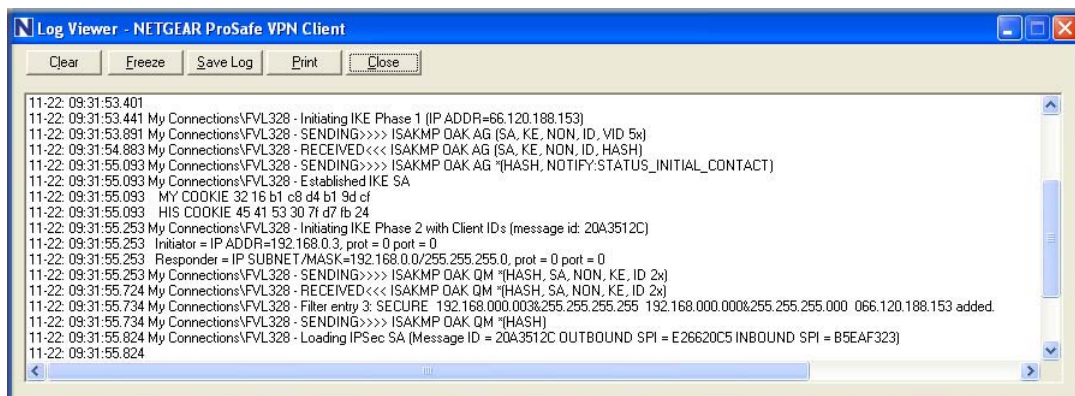 Log Viewer - NETGEAR ProSafe VPN Client
Clear Freeze Save Log Print Close
11-22: 09:31:53.401
11-22: 09:31:53.441 My Connections\FVL328 - Initiating IKE Phase 1 (IP ADDR=66.120.188.153)
11-22: 09:31:53.891 My Connections\FVL328 - SENDING>>>> ISAKMP OAK AG (SA, KE, NON, ID, VID 5x)
11-22: 09:31:54.883 My Connections\FVL328 - RECEIVED<<< ISAKMP OAK AG (SA, KE, NON, ID, HASH)
11-22: 09:31:55.093 My Connections\FVL328 - SENDING>>>> ISAKMP OAK AG *(HASH, NOTIFY:STATUS_INITIAL_CONTACT)
11-22: 09:31:55.093 My Connections\FVL328 - Established IKE SA
11-22: 09:31:55.093 MY COOKIE 32 16 b1 c8 d4 b1 9d cf
11-22: 09:31:55.093 HIS COOKIE 45 41 53 30 7f d7 fb 24
11-22: 09:31:55.253 My Connections\FVL328 - Initiating IKE Phase 2 with Client IDs (message id: 20A3512C)
11-22: 09:31:55.253 Initiator = IP ADDR=192.168.0.3, prot = 0 port = 0
11-22: 09:31:55.253 Responder = IP SUBNET/MASK=192.168.0.0/255.255.255.0, prot = 0 port = 0
11-22: 09:31:55.253 My Connections\FVL328 - SENDING>>>> ISAKMP OAK QM *(HASH, SA, NON, KE, ID 2x)
11-22: 09:31:55.724 My Connections\FVL328 - RECEIVED<<< ISAKMP OAK QM *(HASH, SA, NON, KE, ID 2x)
11-22: 09:31:55.734 My Connections\FVL328 - Filter entry 3: SECURE 192.168.000.003&255.255.255.255 192.168.000.000&255.255.255.000 066.120.188.153 added.
11-22: 09:31:55.734 My Connections\FVL328 - SENDING>>>> ISAKMP OAK QM *(HASH)
11-22: 09:31:55.824 My Connections\FVL328 - Loading IPSec SA (Message ID = 20A3512C OUTBOUND SPI = E26620C5 INBOUND SPI = B5EAF323)
11-22: 09:31:55.824